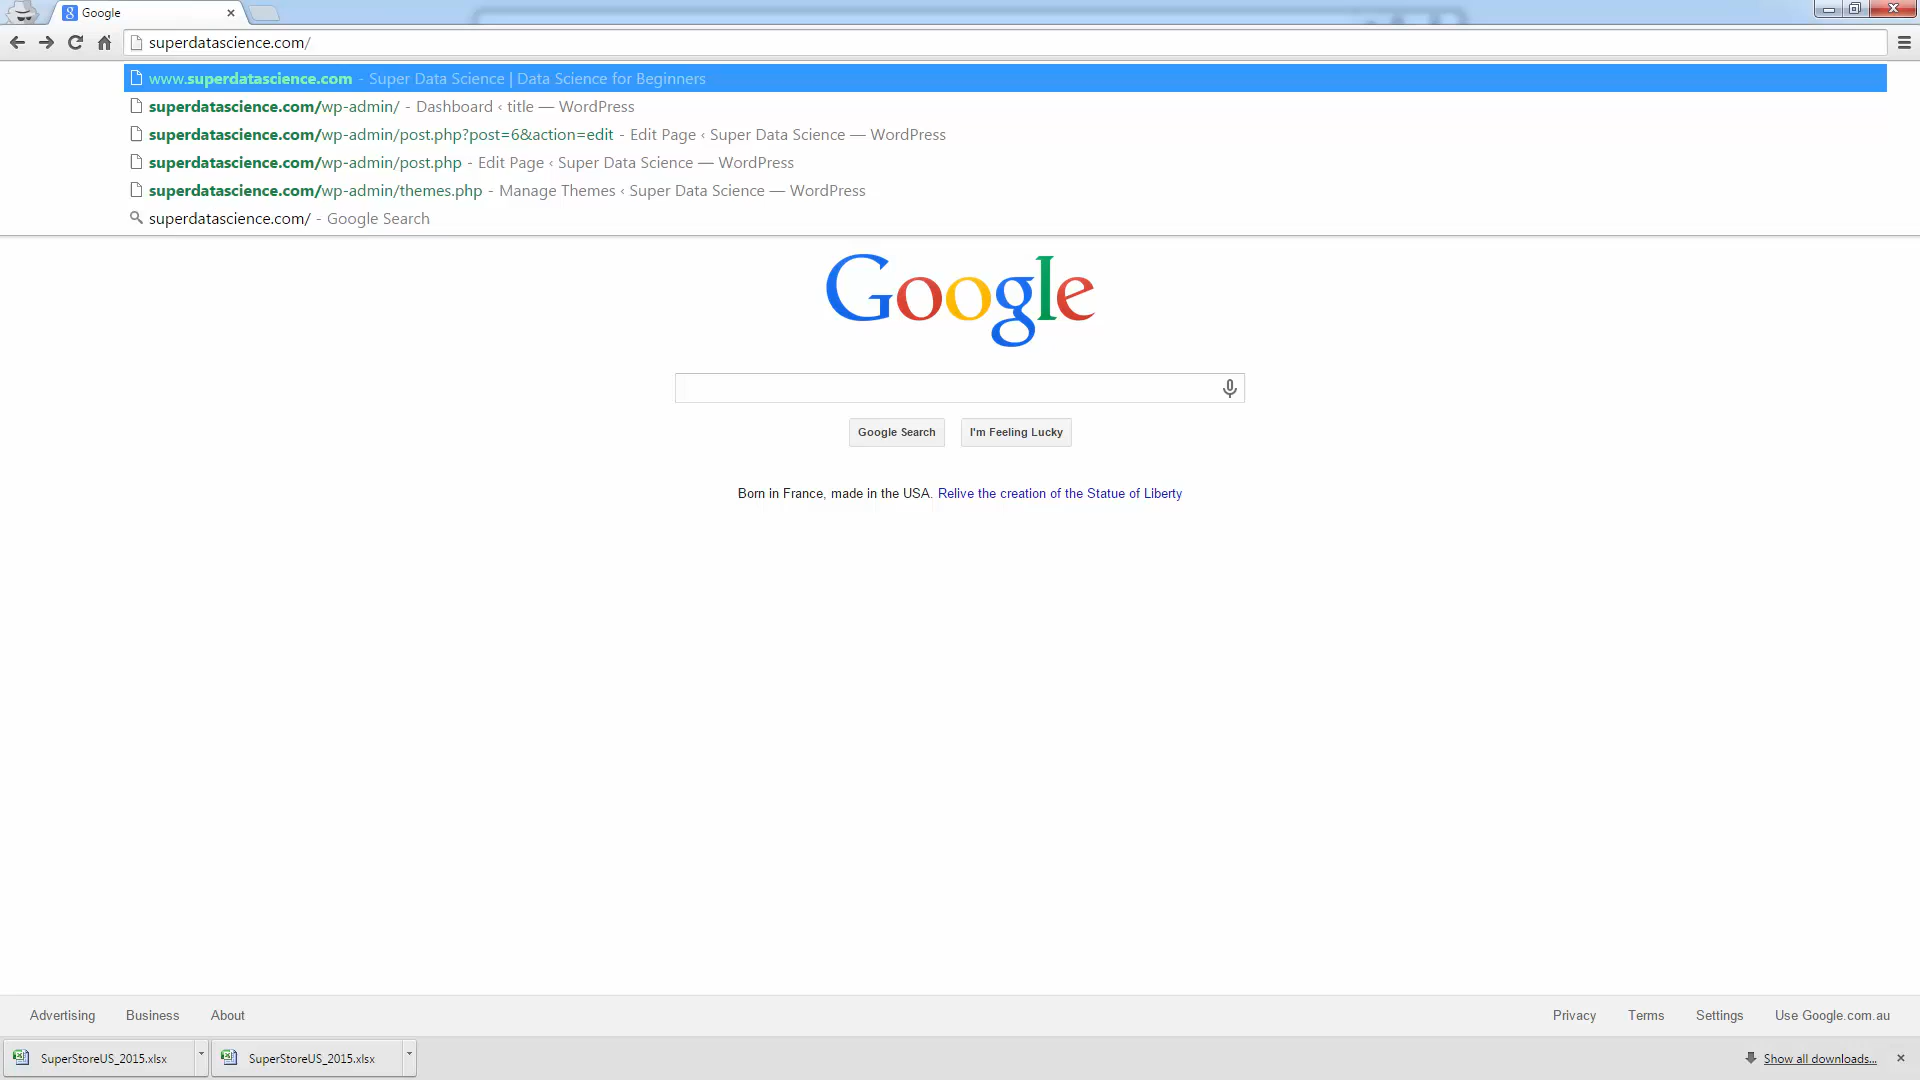 Google
superdatascience.com/
www.superdatascience.com - Super Data Science | Data Science for Beginners
superdatascience.com/wp-admin/ - Dashboard ‹ title — WordPress
superdatascience.com/wp-admin/post.php?post=6&action=edit - Edit Page ‹ Super Data Science — WordPress
superdatascience.com/wp-admin/post.php - Edit Page ‹ Super Data Science — WordPress
superdatascience.com/wp-admin/themes.php - Manage Themes ‹ Super Data Science — WordPress
superdatascience.com/ - Google Search
Google
Google Search I'm Feeling Lucky
Born in France, made in the USA. Relive the creation of the Statue of Liberty
Advertising Business About Privacy Terms Settings Use Google.com.au
SuperStoreUS_2015.xlsx SuperStoreUS_2015.xlsx Show all downloads...